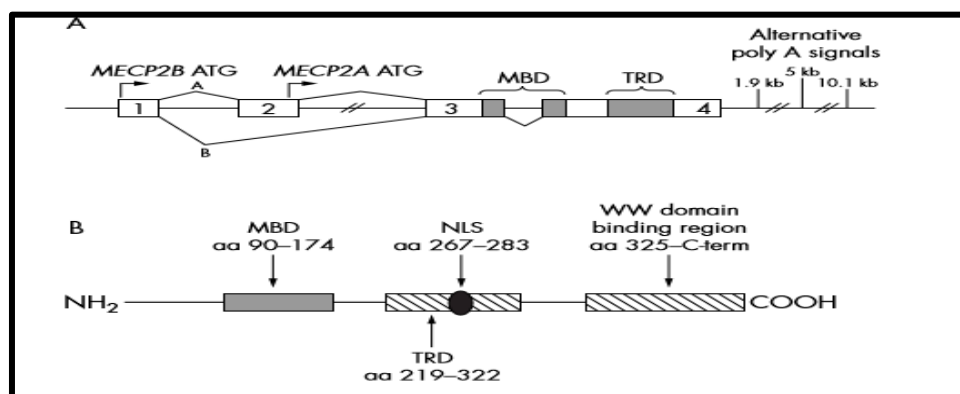 A
Alternative
poly A signals
MECP2B ATG
MECP2A ATG
MBD
TRD
1.9 kb
5 kb
10.1 kb
A
1
2
3
4
B
B
MBD
aa 90–174
NLS
aa 267–283
WW domain
binding region
aa 325–C-term
NH2
COOH
TRD
aa 219–322